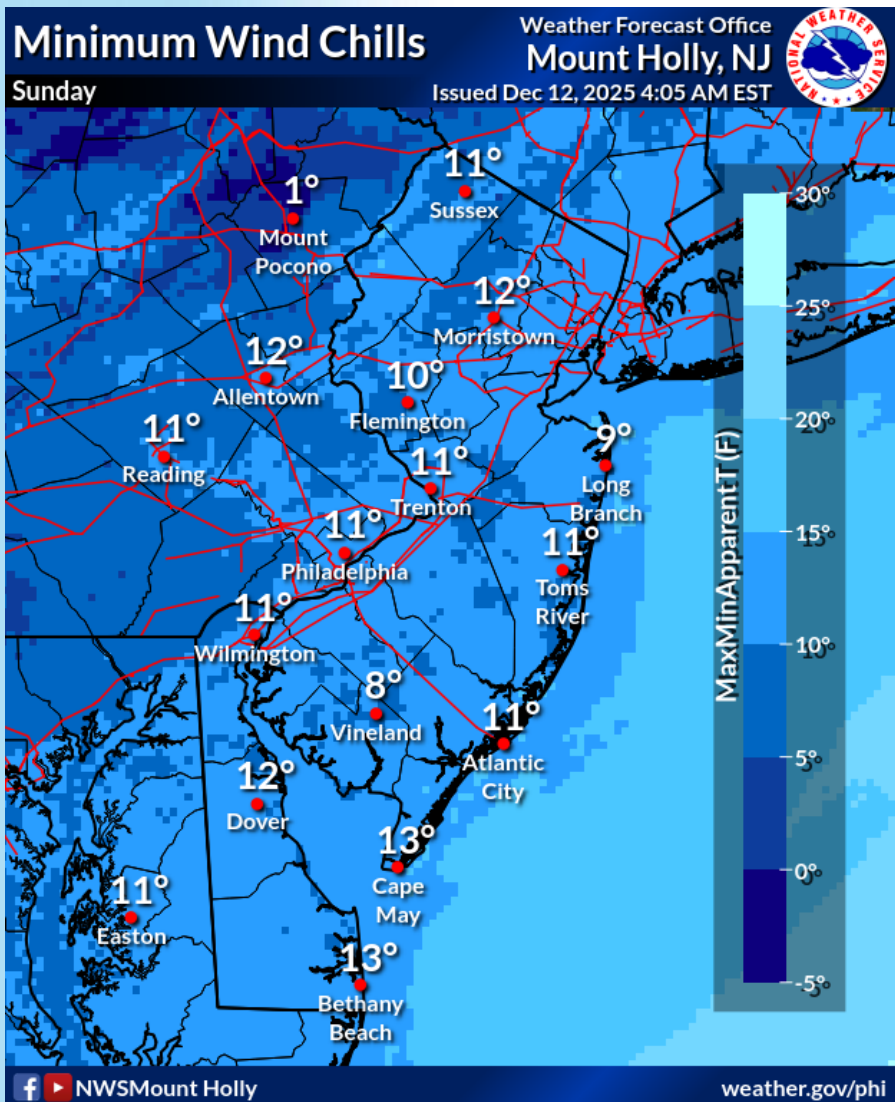 Minimum Wind Chills
Sunday
Weather Forecast Office
Mount Holly, NJ
Issued Dec 12, 2025 4:05 AM EST
NATIONAL WEATHER SERVICE
1°
Mount
Pocono
11°
Sussex
12°
Morristown
12°
Allentown
10°
Flemington
11°
Reading
9°
Long
Branch
11°
Trenton
11°
Philadelphia
11°
Toms
River
11°
Wilmington
8°
Vineland
11°
Atlantic
City
12°
Dover
13°
Cape
May
11°
Easton
13°
Bethany
Beach
MaxMinApparentT (F)
30°
25°
20°
15°
10°
5°
0°
-5°
NWSMount Holly
weather.gov/phi